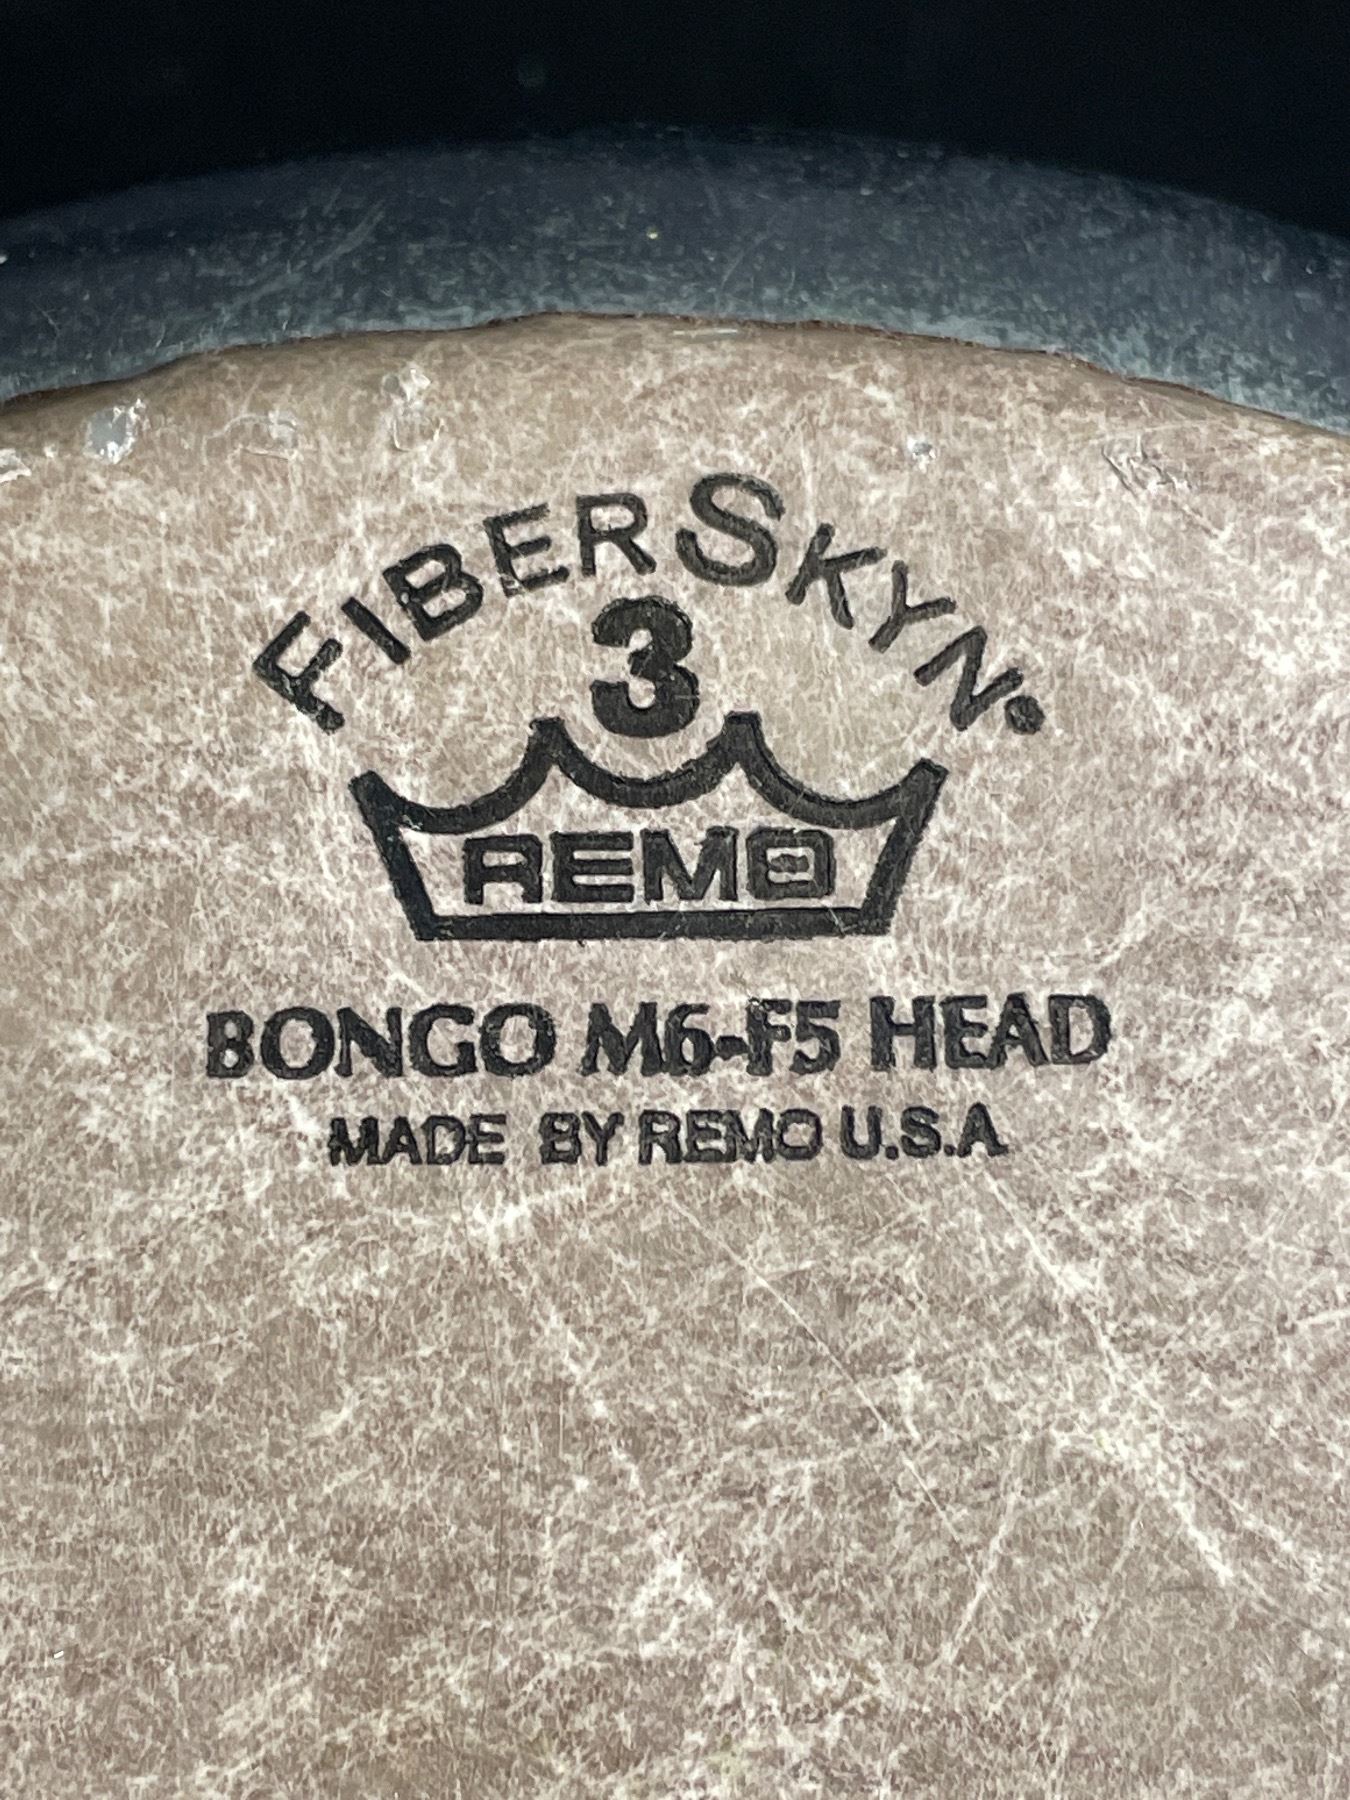 FIBERSKYN®
3
REMO
BONGO M6-F5 HEAD
MADE BY REMO U.S.A